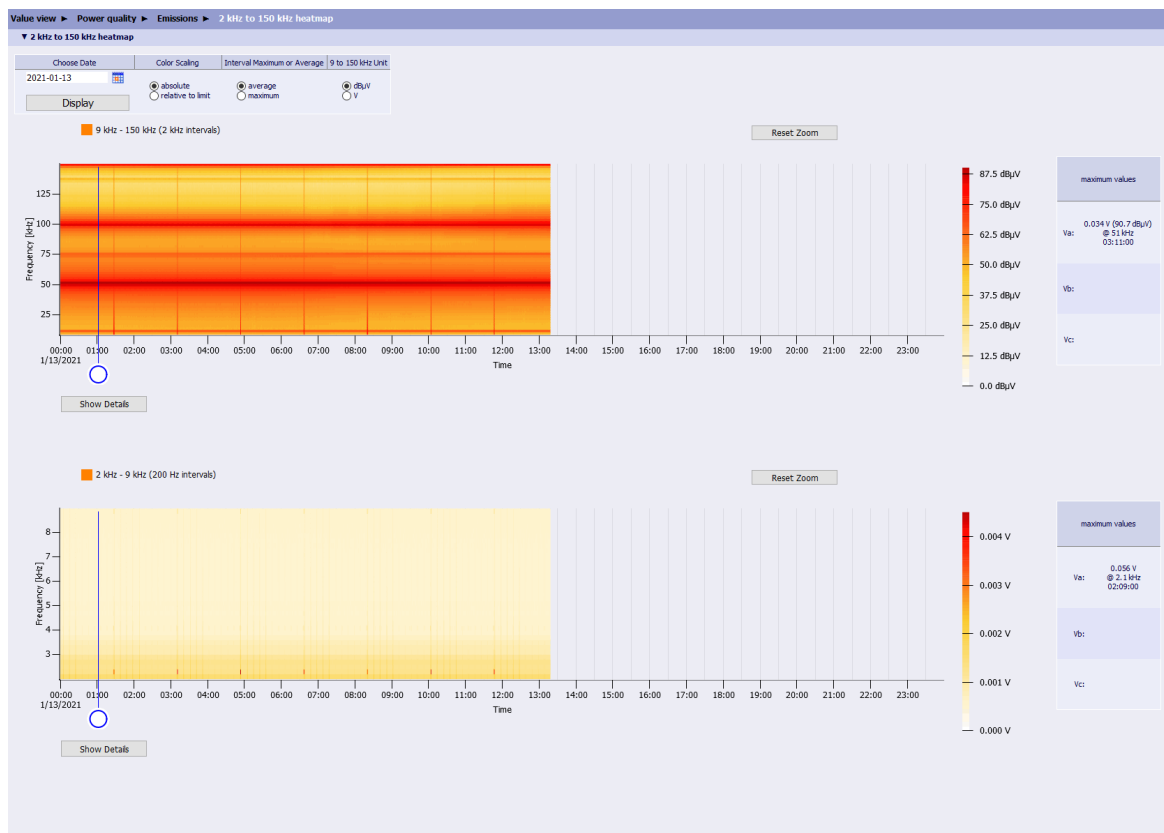 Value view ► Power quality ► Emissions ► 2 kHz to 150 kHz heatmap
▼ 2 kHz to 150 kHz heatmap
Choose Date Color Scaling Interval Maximum or Average 9 to 150 kHz Unit
2021-01-13
absolute average dBµV
relative to limit maximum V
Display
9 kHz - 150 kHz (2 kHz intervals)
Reset Zoom
Frequency [kHz]
125
100
75
50
25
00:00 01:00 02:00 03:00 04:00 05:00 06:00 07:00 08:00 09:00 10:00 11:00 12:00 13:00 14:00 15:00 16:00 17:00 18:00 19:00 20:00 21:00 22:00 23:00
1/13/2021
Time
87.5 dBµV
75.0 dBµV
62.5 dBµV
50.0 dBµV
37.5 dBµV
25.0 dBµV
12.5 dBµV
0.0 dBµV
maximum values
Va: 0.034 V (90.7 dBµV)
@ 51 kHz
03:11:00
Vb:
Vc:
Show Details
2 kHz - 9 kHz (200 Hz intervals)
Reset Zoom
Frequency [kHz]
8
7
6
5
4
3
00:00 01:00 02:00 03:00 04:00 05:00 06:00 07:00 08:00 09:00 10:00 11:00 12:00 13:00 14:00 15:00 16:00 17:00 18:00 19:00 20:00 21:00 22:00 23:00
1/13/2021
Time
0.004 V
0.003 V
0.002 V
0.001 V
0.000 V
maximum values
Va: 0.056 V
@ 2.1 kHz
02:09:00
Vb:
Vc:
Show Details